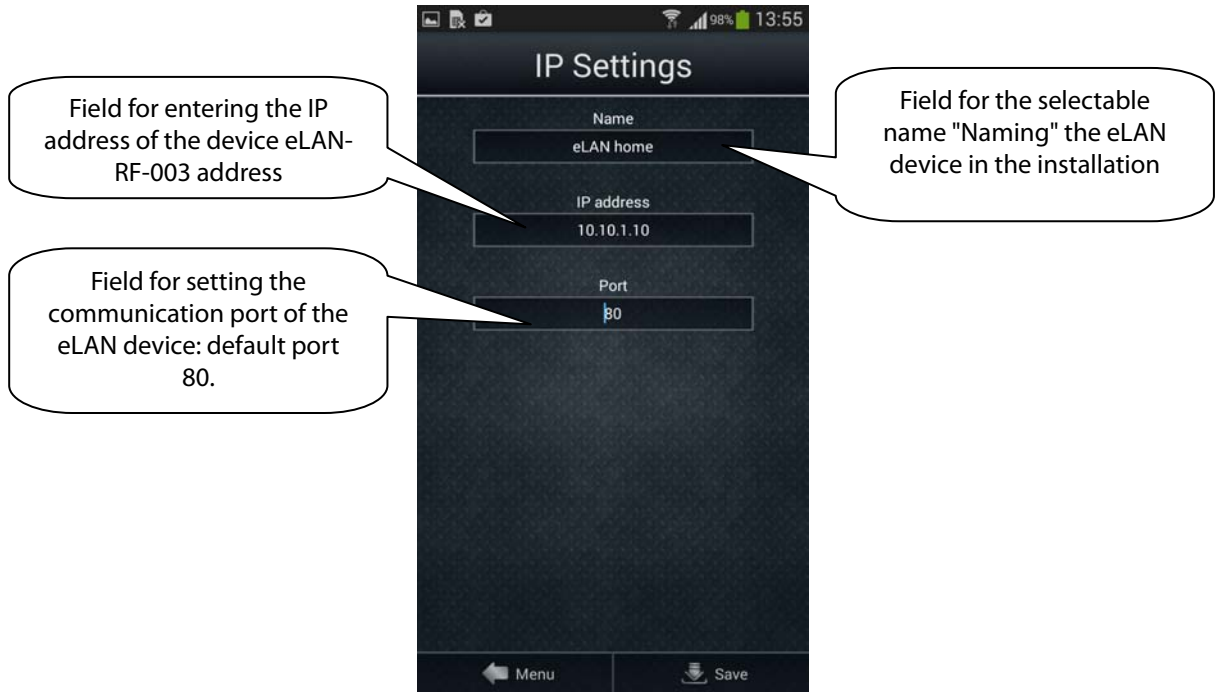 98% 13:55
IP Settings
Field for entering the IP
address of the device eLAN-
RF-003 address
Field for the selectable
name "Naming" the eLAN
device in the installation
Name
eLAN home
IP address
10.10.1.10
Field for setting the
communication port of the
eLAN device: default port
80.
Port
80
Menu
Save